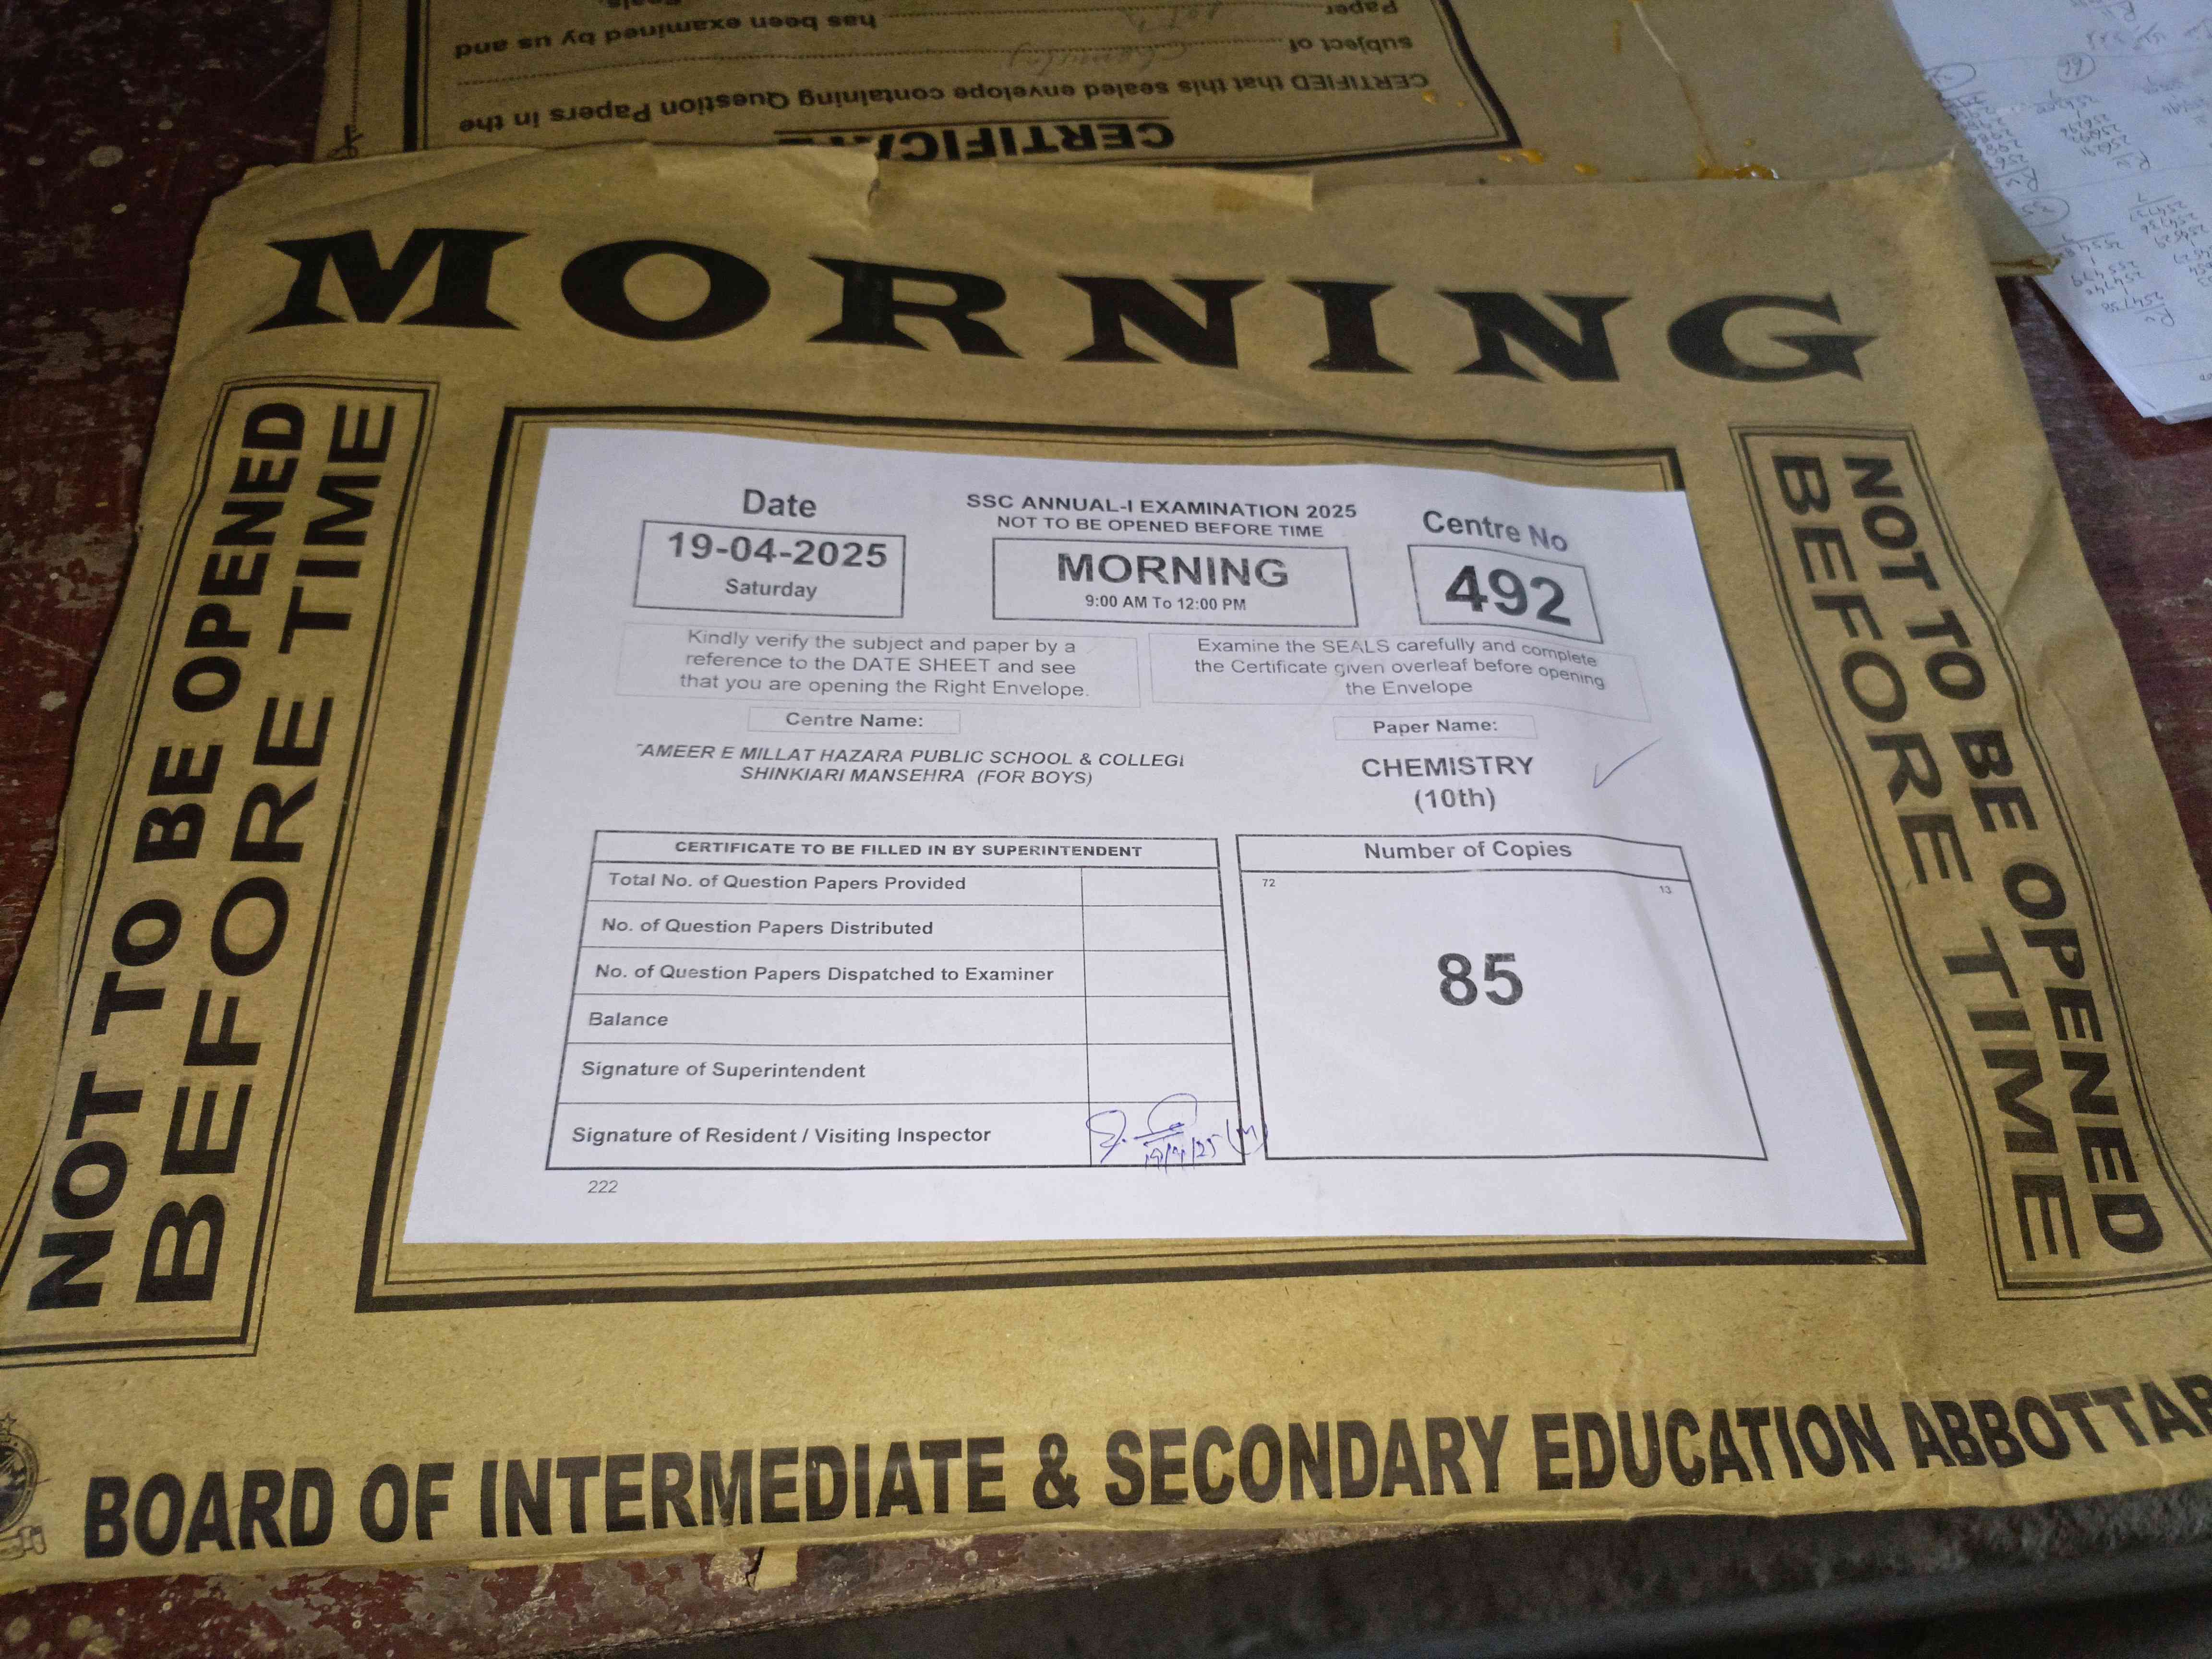 CERTIFICATE
CERTIFIED that this sealed envelope containing Question Papers in the
subject of Chemistry
Paper has been examined by us and
MORNING
NOT TO BE OPENED
BEFORE TIME
Date
19-04-2025
Saturday
SSC ANNUAL-I EXAMINATION 2025
NOT TO BE OPENED BEFORE TIME
MORNING
9:00 AM To 12:00 PM
Centre No
492
Kindly verify the subject and paper by a
reference to the DATE SHEET and see
that you are opening the Right Envelope.
Examine the SEALS carefully and complete
the Certificate given overleaf before opening
the Envelope
Centre Name:
AMEER E MILLAT HAZARA PUBLIC SCHOOL & COLLEGE
SHINKIARI MANSEHRA (FOR BOYS)
Paper Name:
CHEMISTRY
(10th)
CERTIFICATE TO BE FILLED IN BY SUPERINTENDENT
Total No. of Question Papers Provided
No. of Question Papers Distributed
No. of Question Papers Dispatched to Examiner
Balance
Signature of Superintendent
Signature of Resident / Visiting Inspector
19/4/25 (M)
222
Number of Copies
72 13
85
NOT TO BE OPENED
BEFORE TIME
BOARD OF INTERMEDIATE & SECONDARY EDUCATION ABBOTTAB